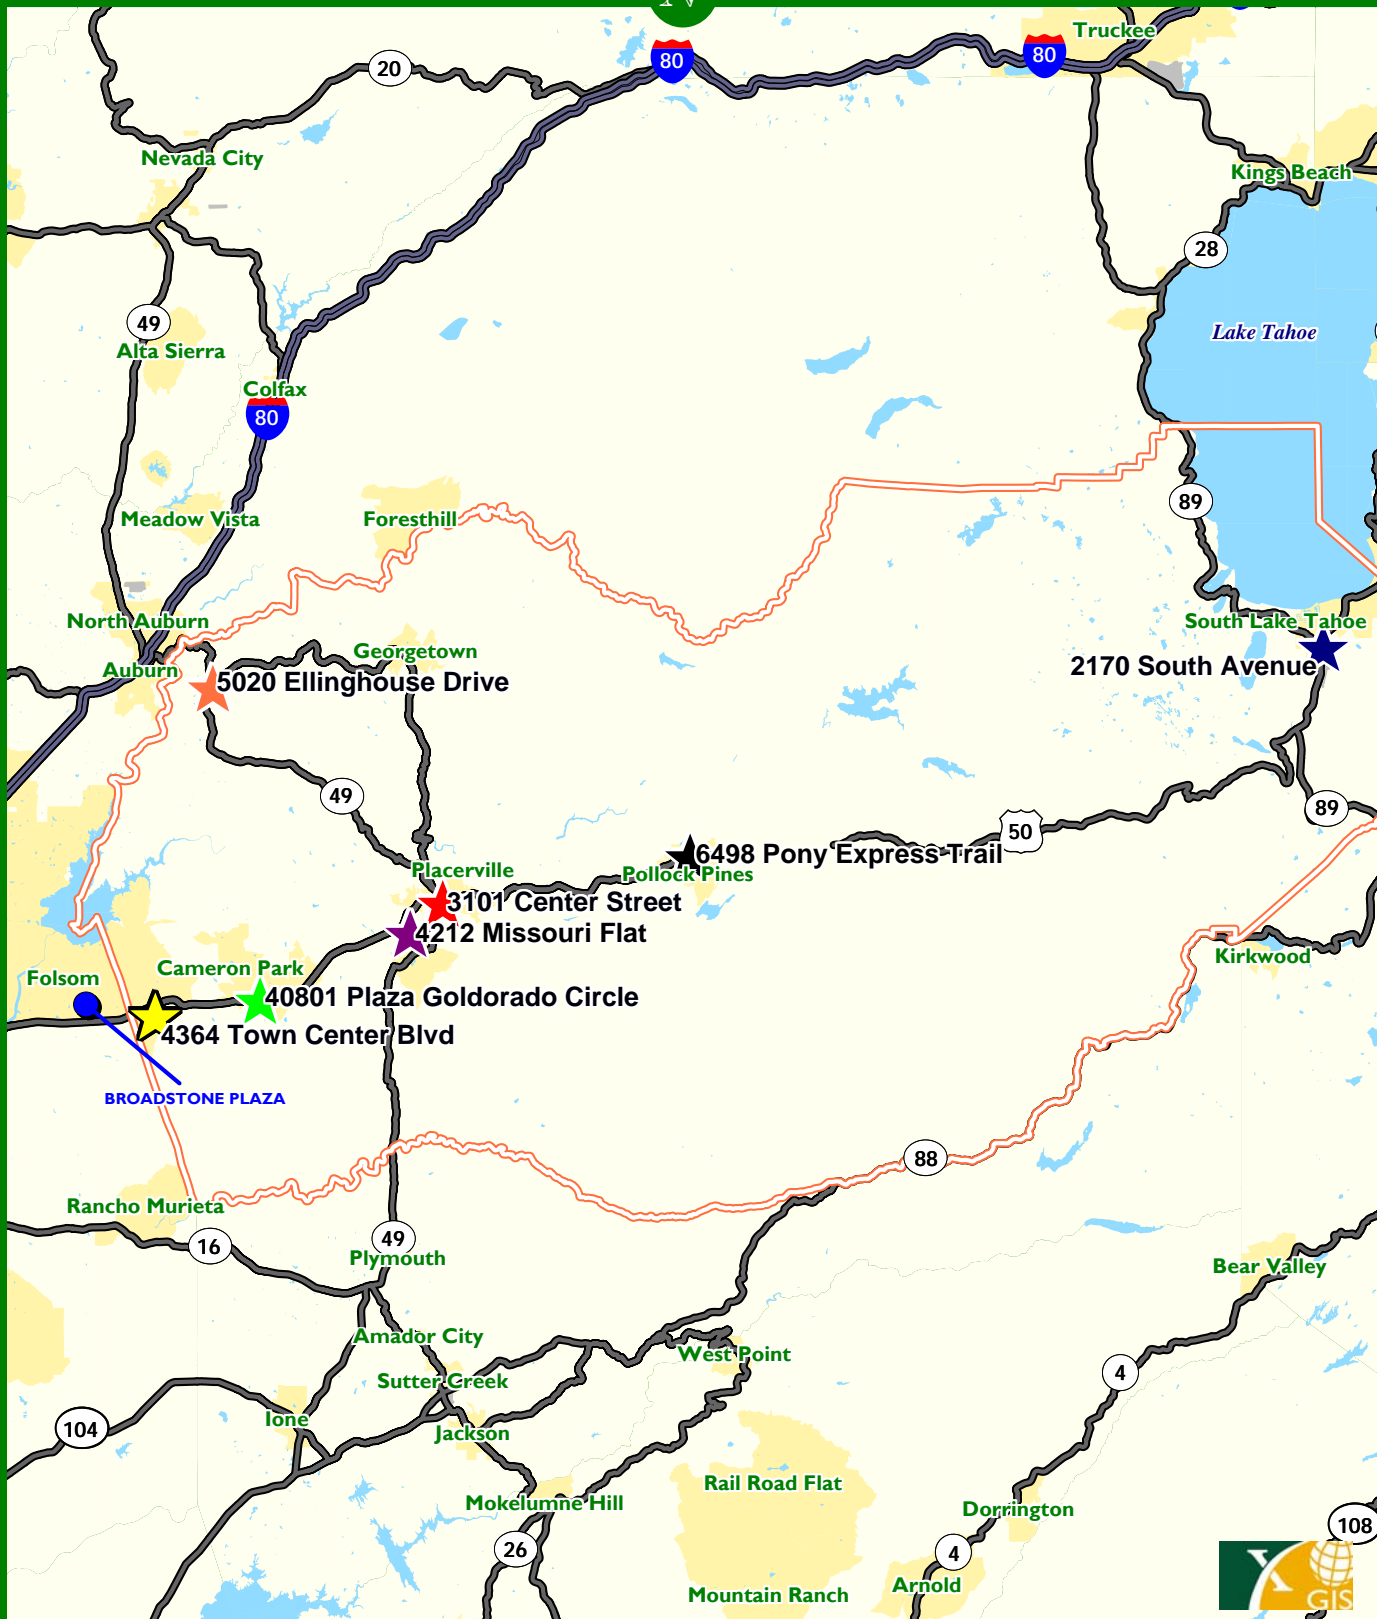 Truckee
80
80
20
Nevada City
Kings Beach
28
49
Lake Tahoe
Alta Sierra
Colfax
80
89
Meadow Vista
Foresthill
North Auburn
South Lake Tahoe
Georgetown
Auburn
2170 South Avenue
5020 Ellinghouse Drive
49
89
50
6498 Pony Express Trail
Placerville
Pollock Pines
3101 Center Street
4212 Missouri Flat
Kirkwood
Cameron Park
Folsom
40801 Plaza Goldorado Circle
4364 Town Center Blvd
BROADSTONE PLAZA
88
Rancho Murieta
16
49
Plymouth
Bear Valley
Amador City
West Point
4
Sutter Creek
Ione
104
Jackson
Rail Road Flat
Mokelumne Hill
Dorrington
108
26
4
Arnold
Mountain Ranch
X
GIS